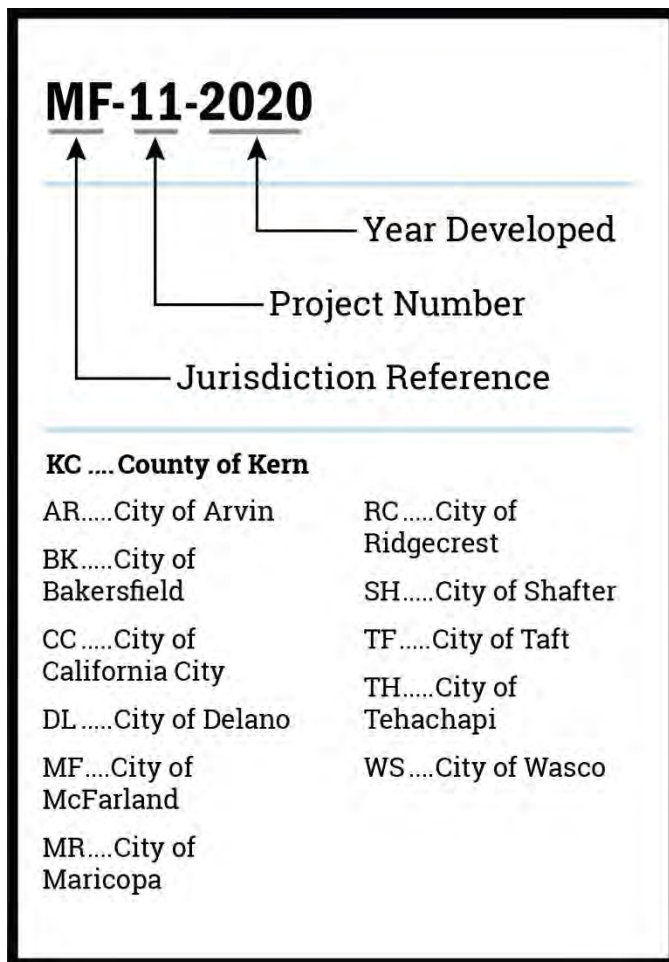 MF-11-2020
Year Developed
Project Number
Jurisdiction Reference
KC ....County of Kern
AR.....City of Arvin
BK.....City of
Bakersfield
CC .....City of
California City
DL .....City of Delano
MF....City of
McFarland
MR....City of
Maricopa
RC .....City of
Ridgecrest
SH.....City of Shafter
TF.....City of Taft
TH.....City of
Tehachapi
WS ....City of Wasco